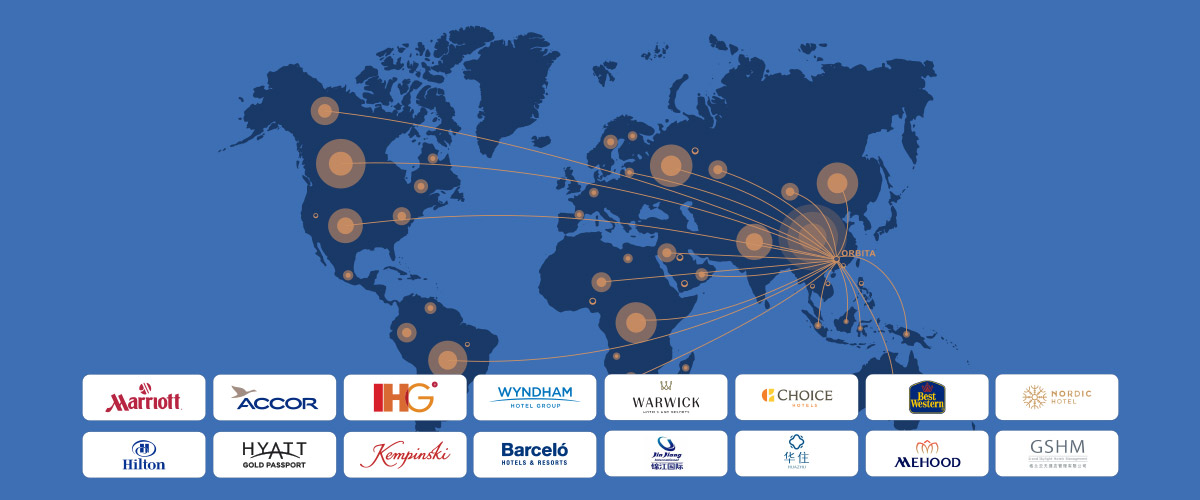 ORBITA
Marriott
ACCOR
IHG
WYNDHAM
HOTEL GROUP
WARWICK
HOTELS AND RESORTS
CHOICE
HOTELS
Best
Western
NORDIC
HOTEL
Hilton
HYATT
GOLD PASSPORT
Kempinski
Barceló
HOTELS & RESORTS
Jin Jiang
锦江国际
华住
HUAZHU
MEHOOD
GSHM